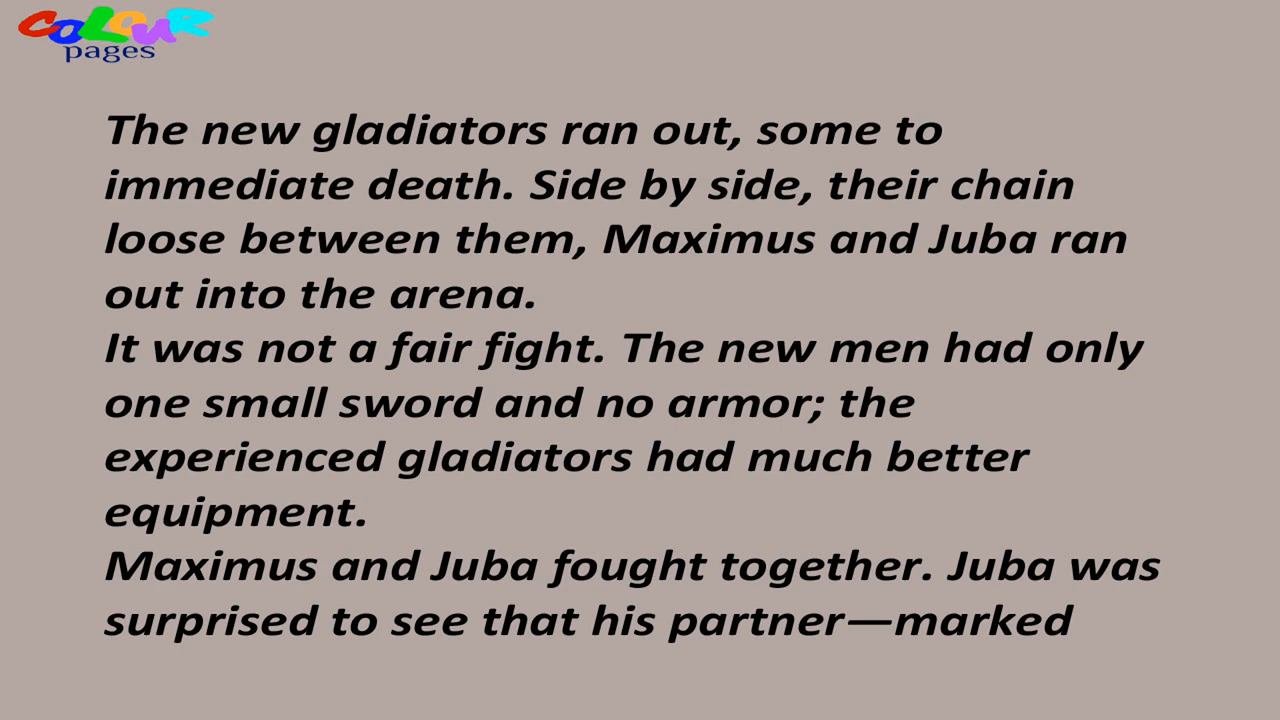 COLOUR
pages
The new gladiators ran out, some to
immediate death. Side by side, their chain
loose between them, Maximus and Juba ran
out into the arena.
It was not a fair fight. The new men had only
one small sword and no armor; the
experienced gladiators had much better
equipment.
Maximus and Juba fought together. Juba was
surprised to see that his partner—marked